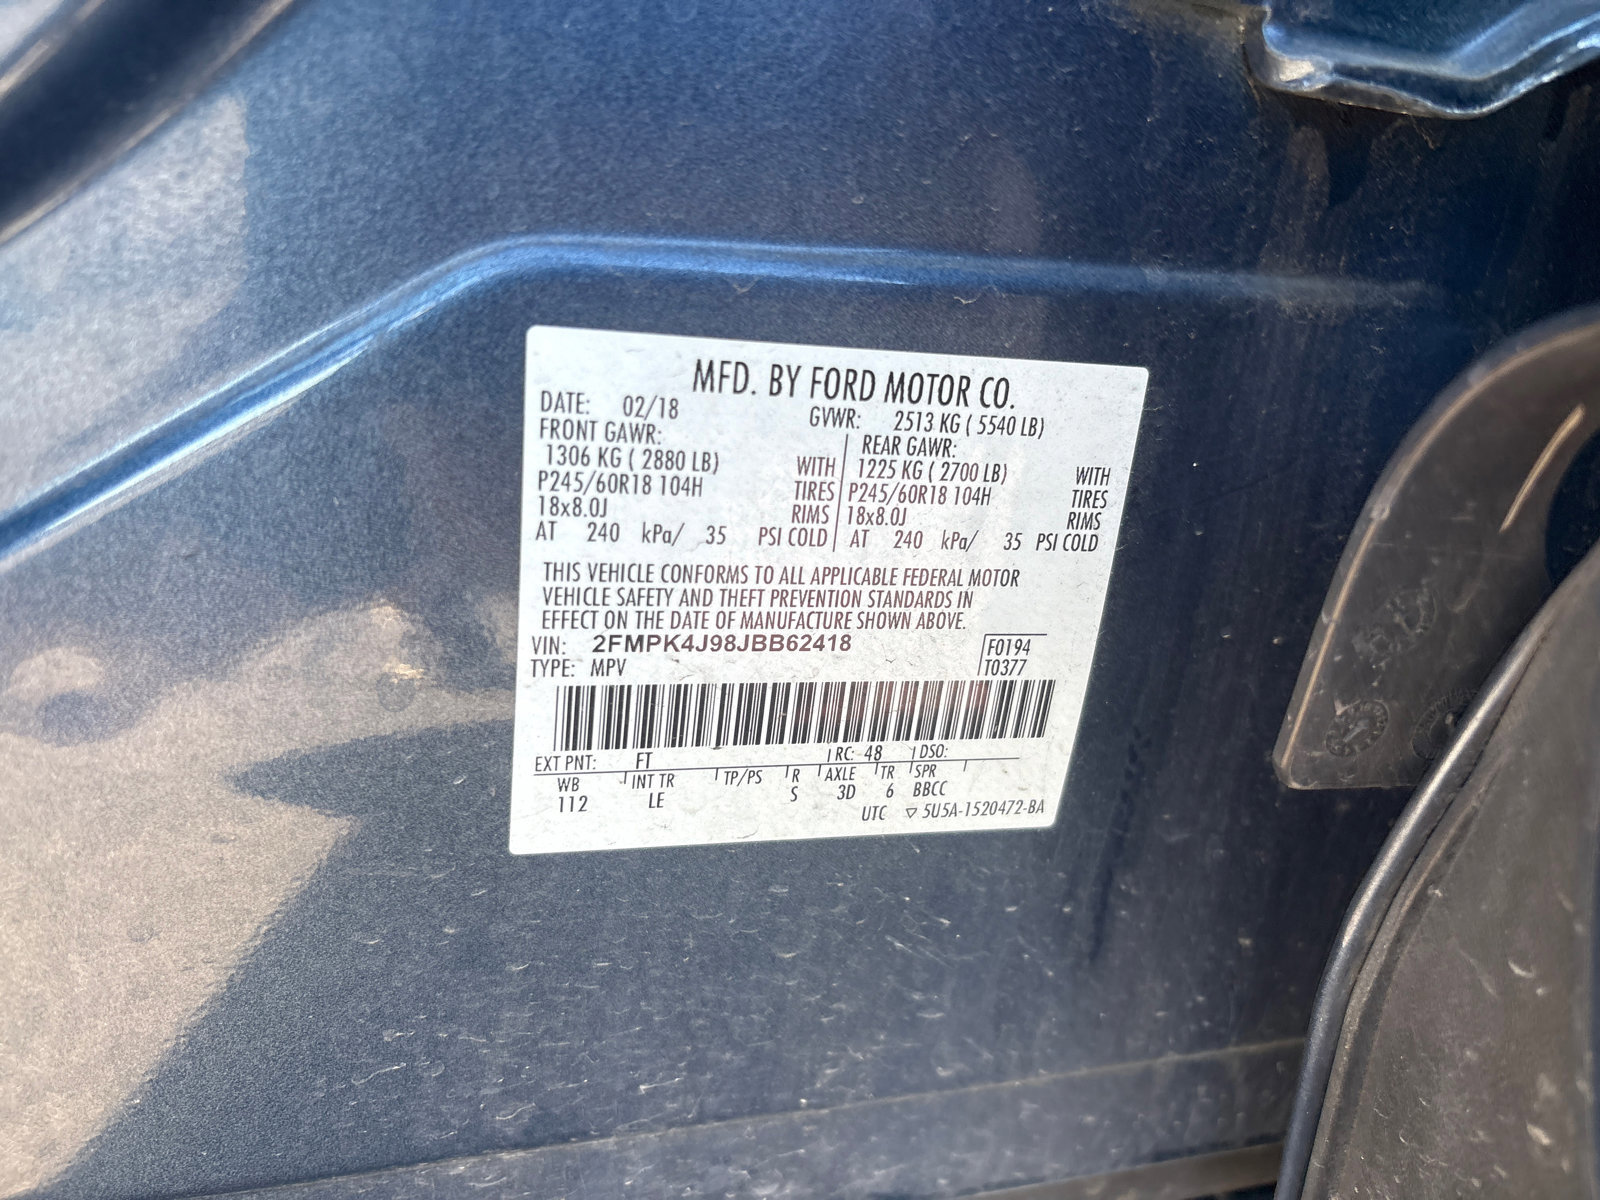 MFD. BY FORD MOTOR CO.
DATE: 02/18 GVWR: 2513 KG ( 5540 LB)
FRONT GAWR: REAR GAWR:
1306 KG ( 2880 LB) WITH 1225 KG ( 2700 LB) WITH
P245/60R18 104H TIRES P245/60R18 104H TIRES
18x8.0J RIMS 18x8.0J RIMS
AT 240 kPa/ 35 PSI COLD AT 240 kPa/ 35 PSI COLD
THIS VEHICLE CONFORMS TO ALL APPLICABLE FEDERAL MOTOR
VEHICLE SAFETY AND THEFT PREVENTION STANDARDS IN
EFFECT ON THE DATE OF MANUFACTURE SHOWN ABOVE.
VIN: 2FMPK4J98JBB62418 F0194
TYPE: MPV T0377
EXT PNT: FT RC: 48 DSO:
WB INT TR TP/PS R AXLE TR SPR
112 LE S 3D 6 BBCC
UTC ▽ 5U5A-1520472-BA